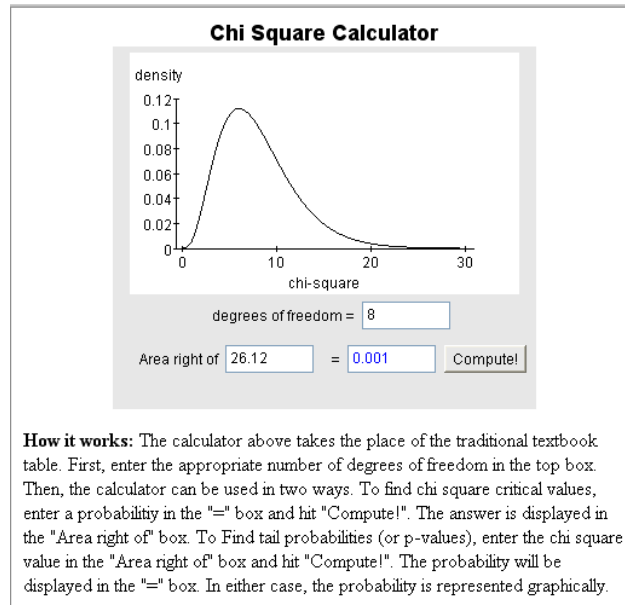 Chi Square Calculator
density
0.12
0.1
0.08
0.06
0.04
0.02
0
0 10 20 30
chi-square
degrees of freedom = 8
Area right of 26.12 = 0.001 Compute!
How it works: The calculator above takes the place of the traditional textbook
table. First, enter the appropriate number of degrees of freedom in the top box.
Then, the calculator can be used in two ways. To find chi square critical values,
enter a probabilitiy in the "=" box and hit "Compute!". The answer is displayed in
the "Area right of" box. To Find tail probabilities (or p-values), enter the chi square
value in the "Area right of" box and hit "Compute!". The probability will be
displayed in the "=" box. In either case, the probability is represented graphically.